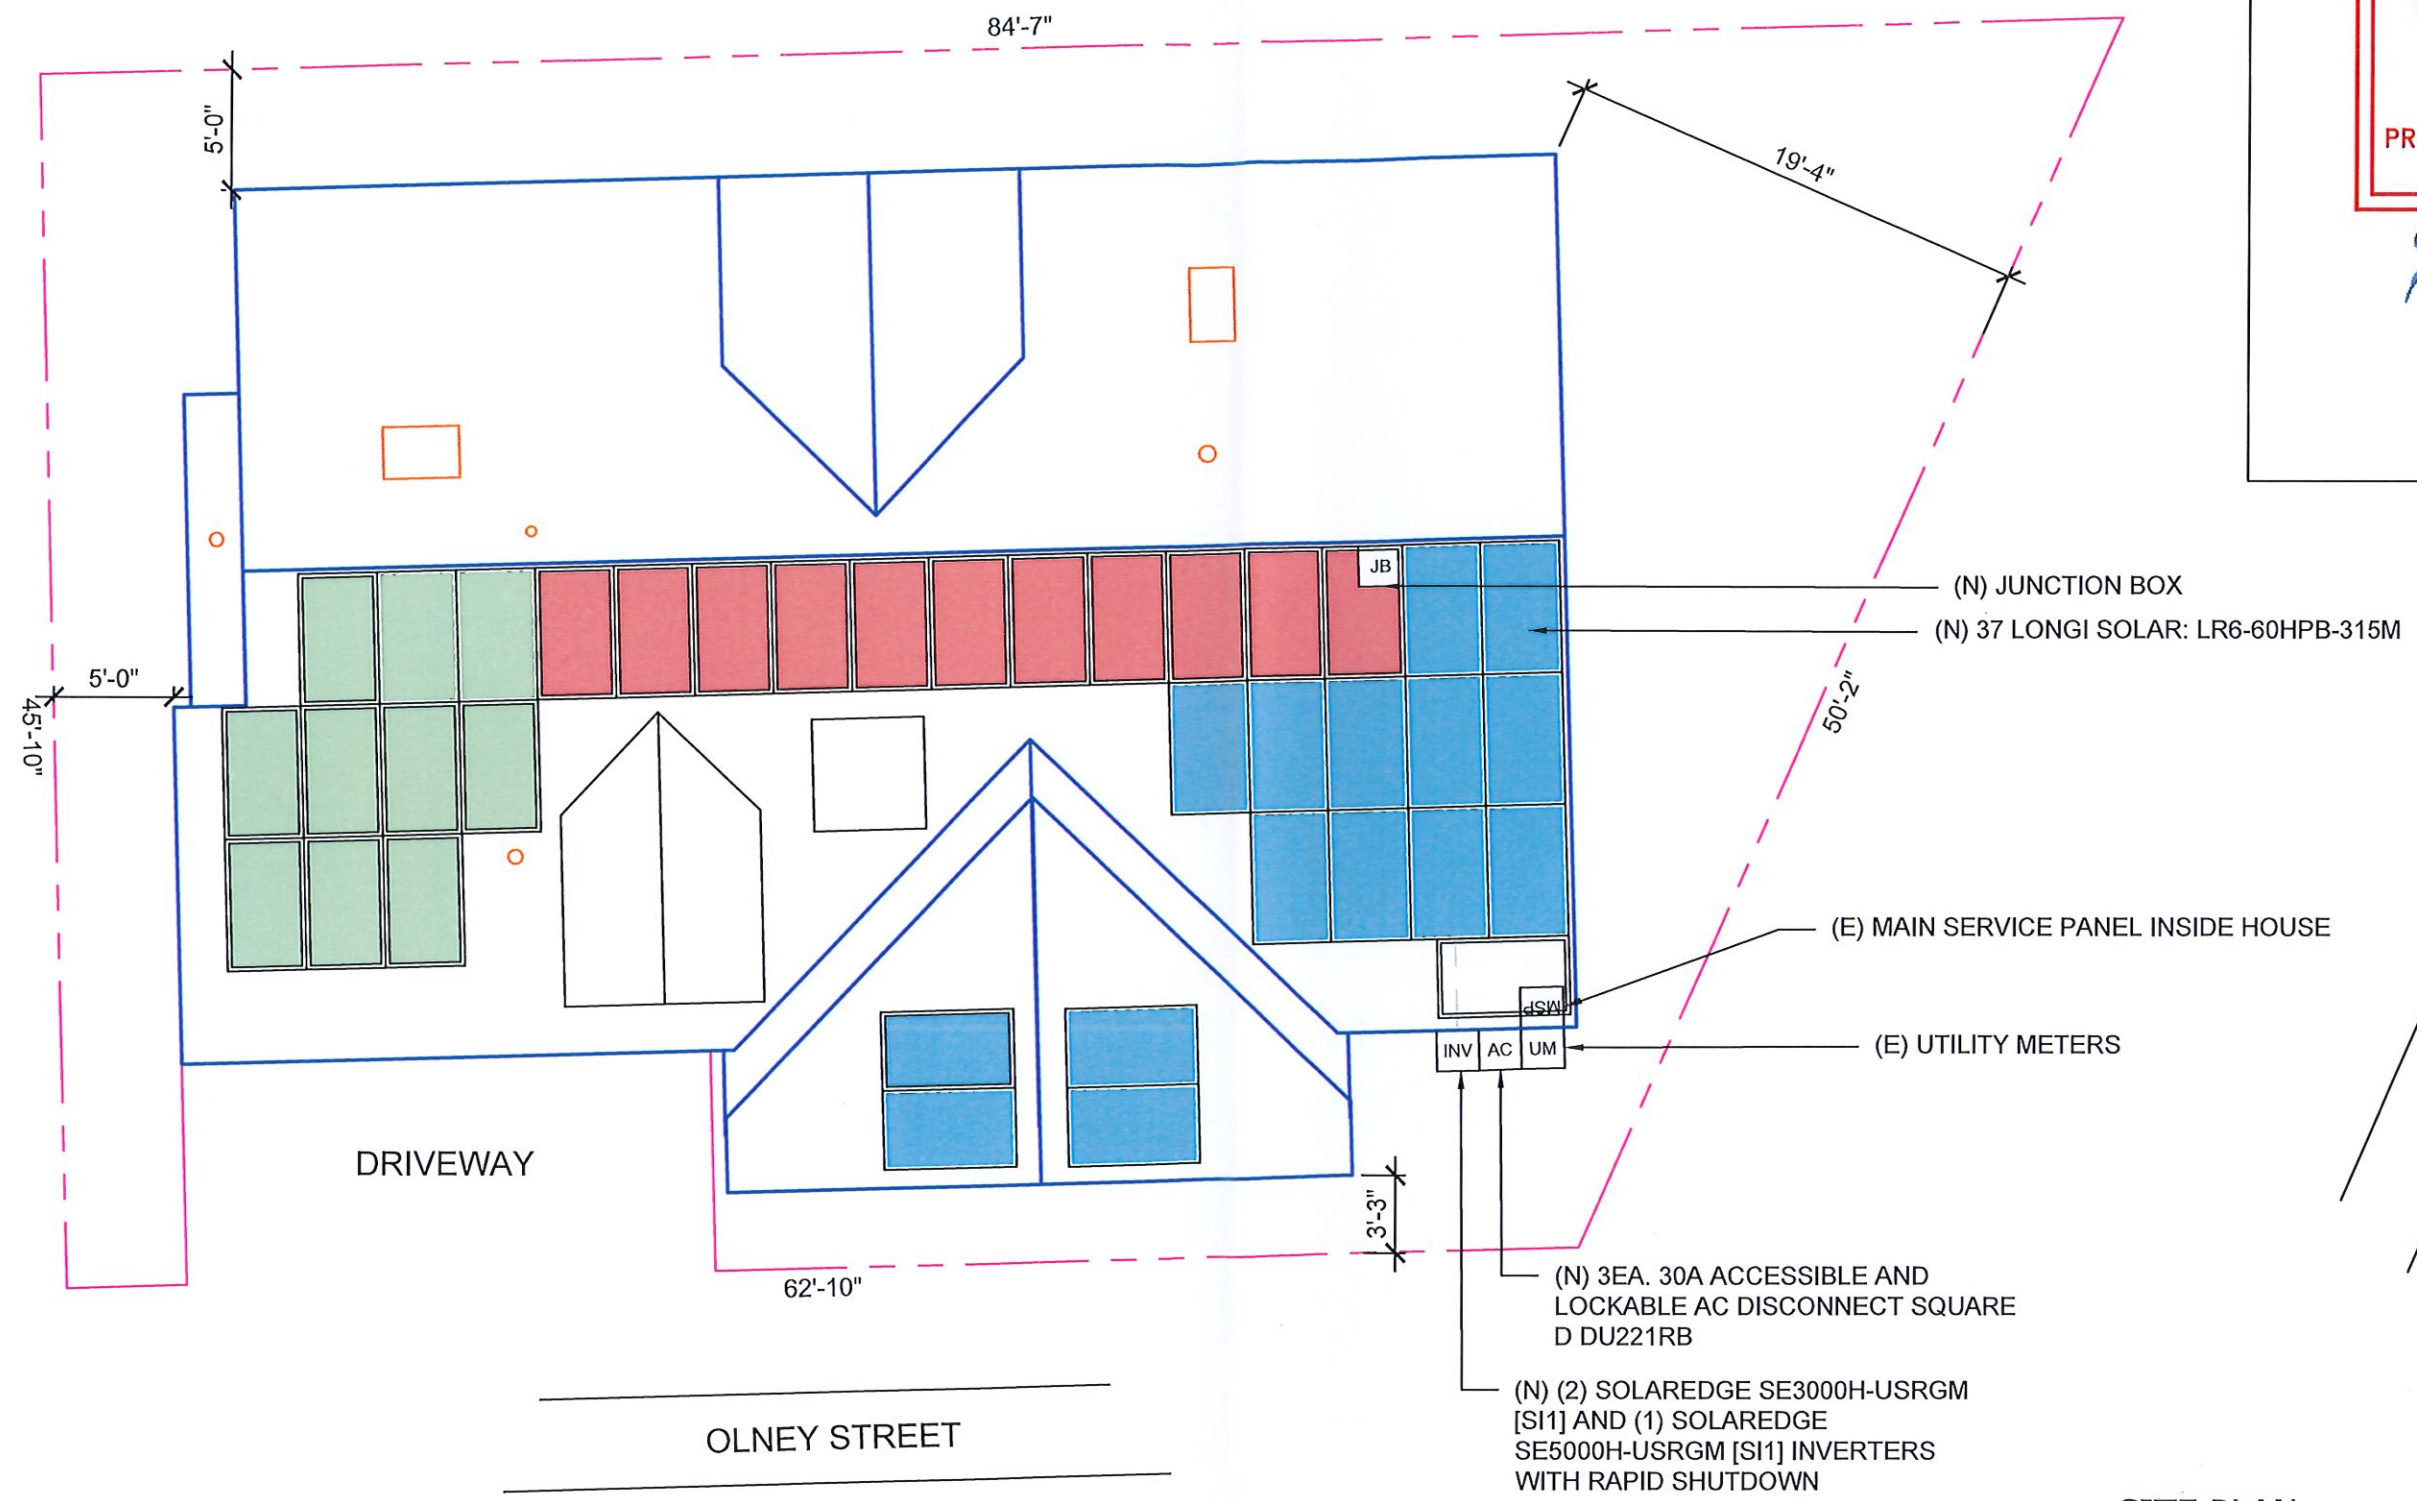 84'-7"
PR
5'-0"
19'-4"
JB
(N) JUNCTION BOX
(N) 37 LONGI SOLAR: LR6-60HPB-315M
5'-0"
45'-10"
50'-2"
(E) MAIN SERVICE PANEL INSIDE HOUSE
MSP
INV AC UM
(E) UTILITY METERS
DRIVEWAY
3'-3"
62'-10"
(N) 3EA. 30A ACCESSIBLE AND
LOCKABLE AC DISCONNECT SQUARE
D DU221RB
(N) (2) SOLAREDGE SE3000H-USRGM
[SI1] AND (1) SOLAREDGE
SE5000H-USRGM [SI1] INVERTERS
WITH RAPID SHUTDOWN
OLNEY STREET
SITE PLAN